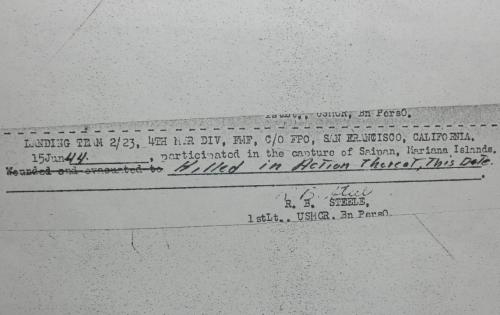 1stLt., USMCR, Bn PersO.
LANDING TEAM 2/23, 4TH MAR DIV, FMF, C/O FPO, SAN FRANCISCO, CALIFORNIA.
15Jun44, participated in the capture of Saipan, Mariana Islands.
Wounded and evacuated to Killed in Action Thereat, This Date.
R. B. Steele
R. B. STEELE,
1stLt., USMCR, Bn PersO.